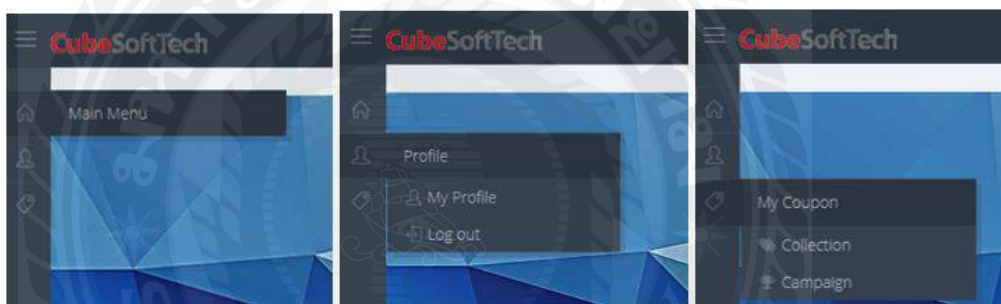 CubeSoftTech
Main Menu
CubeSoftTech
Profile
My Profile
Log out
CubeSoftTech
My Coupon
Collection
Campaign